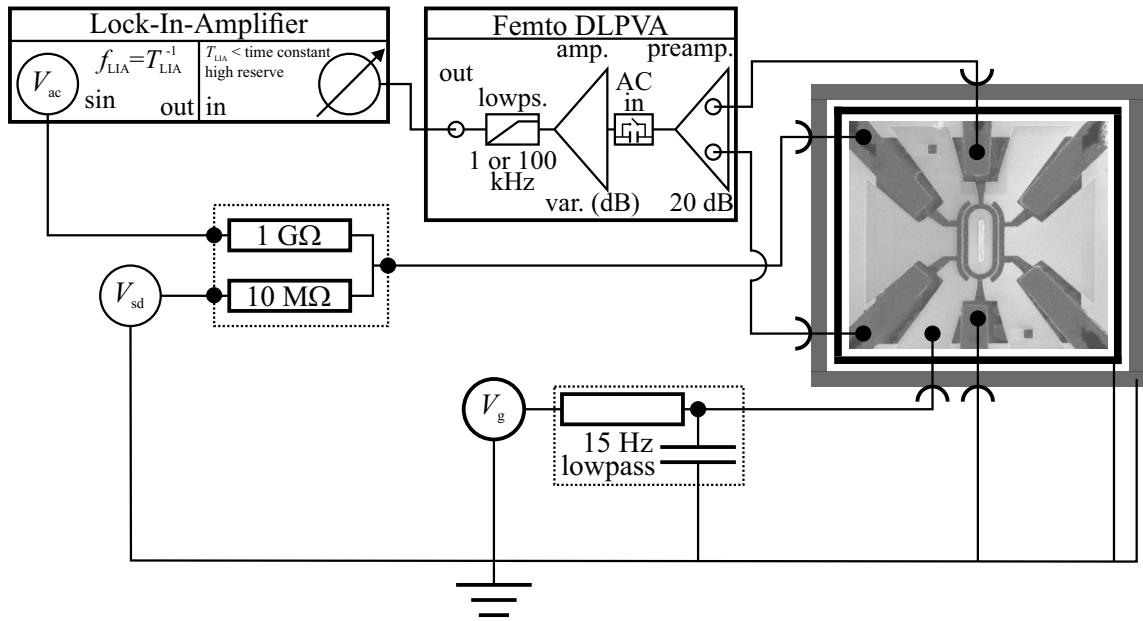 Lock-In-Amplifier
V_ac
f_LIA=T_LIA^-1
sin
out
T_LIA < time constant
high reserve
in
Femto DLPVA
amp.
preamp.
out
lowps.
AC
in
1 or 100
kHz
var. (dB)
20 dB
1 GΩ
V_sd
10 MΩ
V_g
15 Hz
lowpass